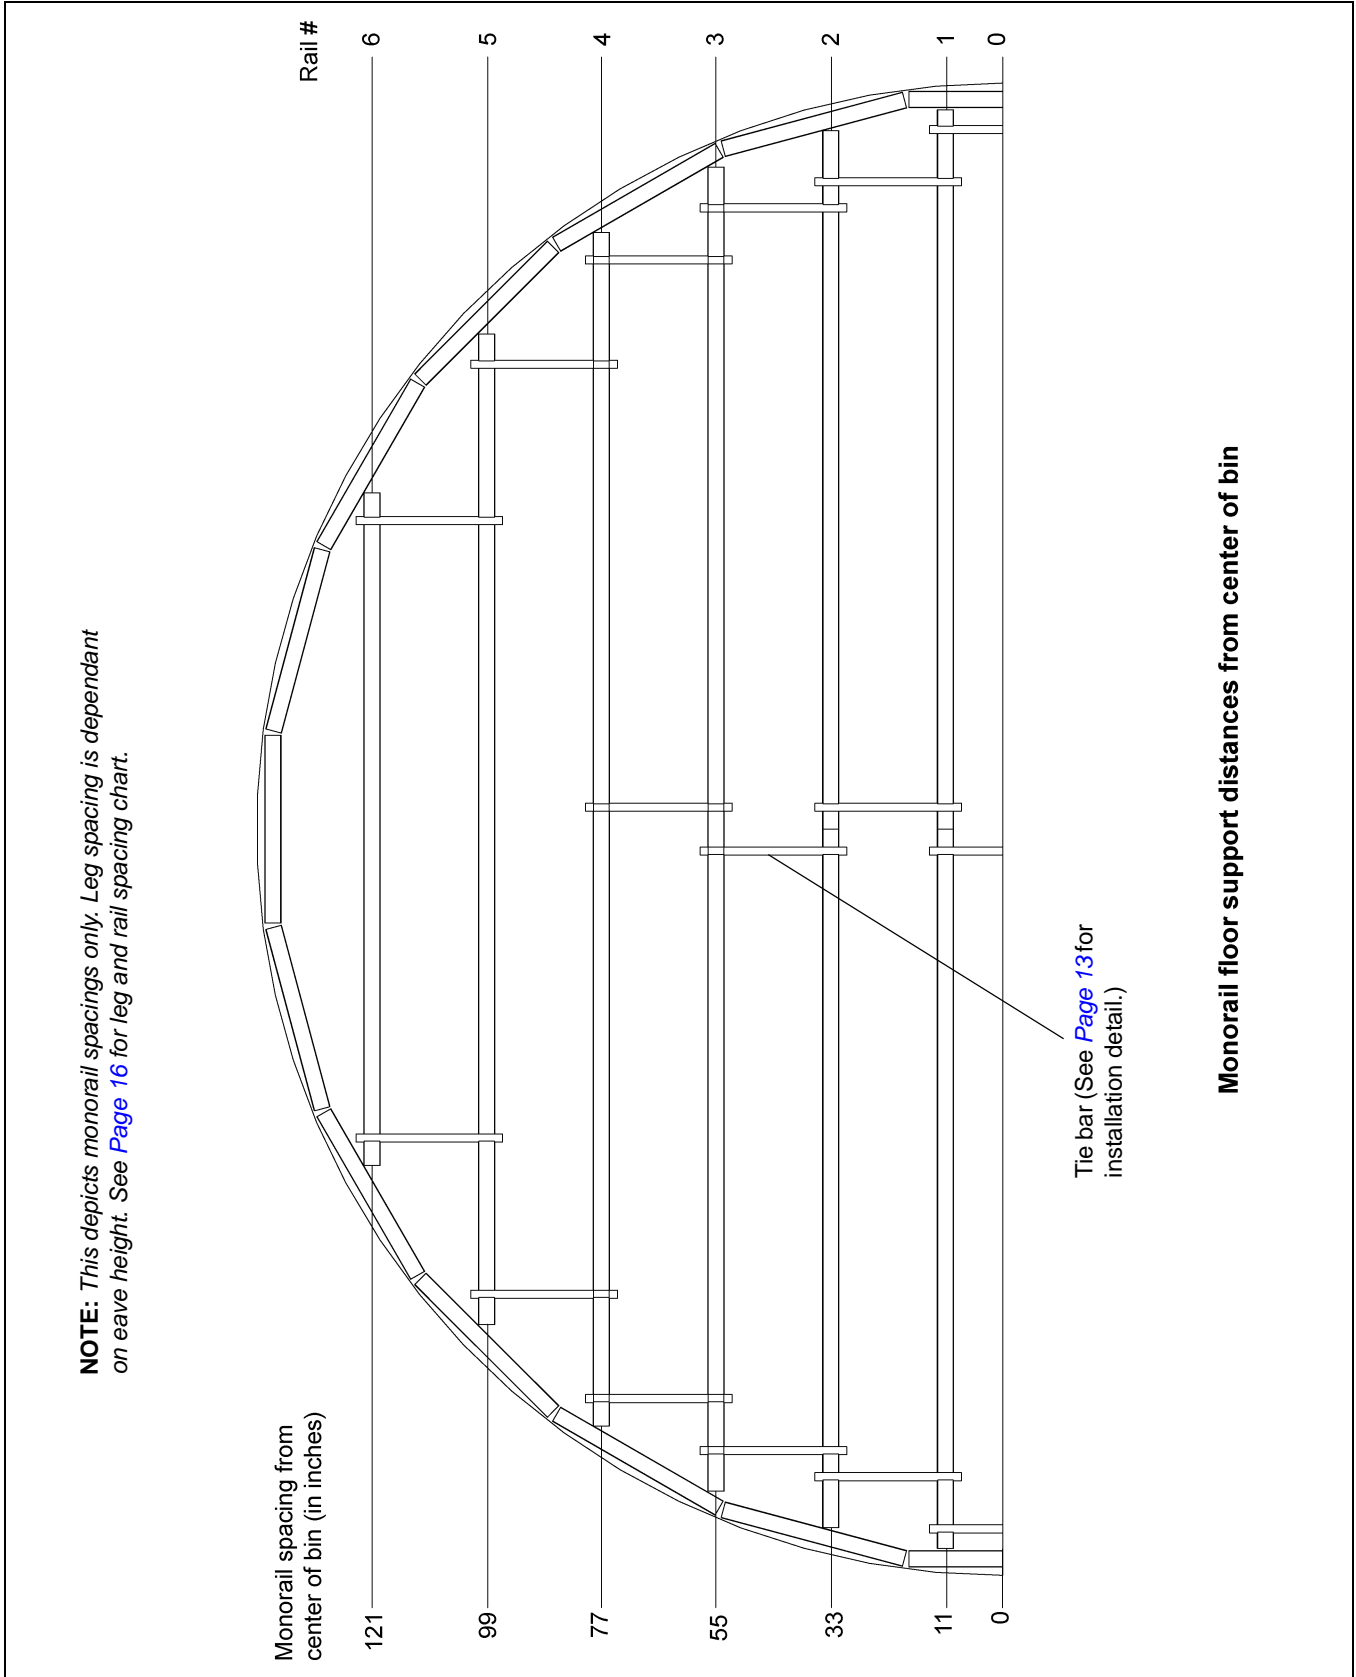 NOTE: This depicts monorail spacings only. Leg spacing is dependant
on eave height. See Page 16 for leg and rail spacing chart.
Monorail spacing from
center of bin (in inches)
Rail #
121
6
99
5
77
4
55
3
33
2
11
1
0
0
Tie bar (See Page 13 for
installation detail.)
Monorail floor support distances from center of bin